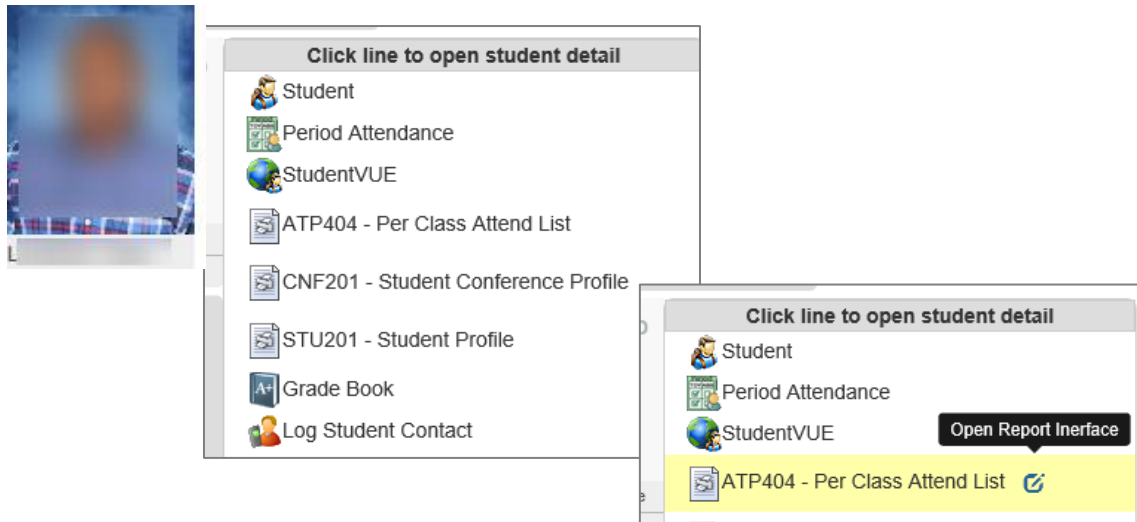 L
Click line to open student detail
Student
Period Attendance
StudentVUE
ATP404 - Per Class Attend List
CNF201 - Student Conference Profile
STU201 - Student Profile
Grade Book
Log Student Contact
Click line to open student detail
Student
Period Attendance
StudentVUE
Open Report Inerface
ATP404 - Per Class Attend List